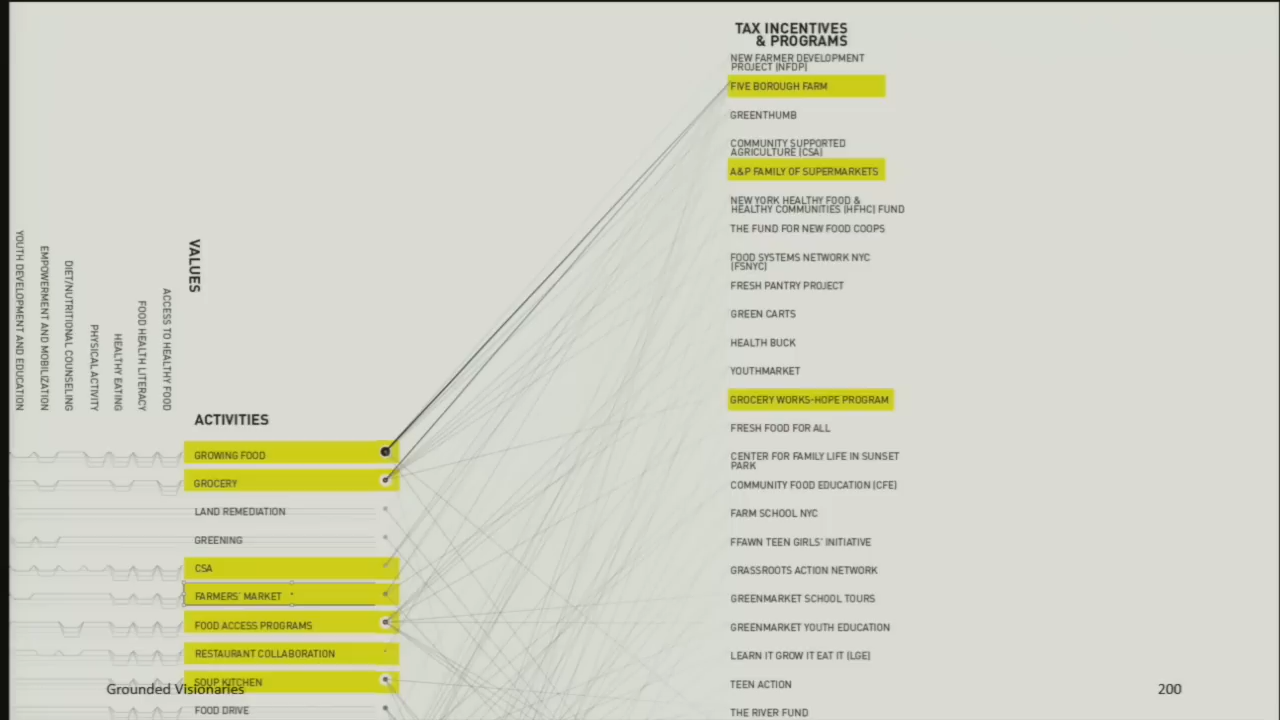 TAX INCENTIVES
& PROGRAMS
NEW FARMER DEVELOPMENT
PROJECT (NFDP)
FIVE BOROUGH FARM
GREENTHUMB
COMMUNITY SUPPORTED
AGRICULTURE (CSA)
A&P FAMILY OF SUPERMARKETS
NEW YORK HEALTHY FOOD &
HEALTHY COMMUNITIES (HFHC) FUND
THE FUND FOR NEW FOOD COOPS
FOOD SYSTEMS NETWORK NYC
(FSNYC)
FRESH PANTRY PROJECT
GREEN CARTS
HEALTH BUCK
YOUTHMARKET
GROCERY WORKS-HOPE PROGRAM
FRESH FOOD FOR ALL
CENTER FOR FAMILY LIFE IN SUNSET
PARK
COMMUNITY FOOD EDUCATION (CFE)
FARM SCHOOL NYC
FFAWN TEEN GIRLS' INITIATIVE
GRASSROOTS ACTION NETWORK
GREENMARKET SCHOOL TOURS
GREENMARKET YOUTH EDUCATION
LEARN IT GROW IT EAT IT (LGE)
TEEN ACTION
THE RIVER FUND
VALUES
YOUTH DEVELOPMENT AND EDUCATION
EMPOWERMENT AND MOBILIZATION
DIET/NUTRITIONAL COUNSELING
PHYSICAL ACTIVITY
HEALTHY EATING
FOOD HEALTH LITERACY
ACCESS TO HEALTHY FOOD
ACTIVITIES
GROWING FOOD
GROCERY
LAND REMEDIATION
GREENING
CSA
FARMERS' MARKET
FOOD ACCESS PROGRAMS
RESTAURANT COLLABORATION
SOUP KITCHEN
FOOD DRIVE
Grounded Visionaries
200